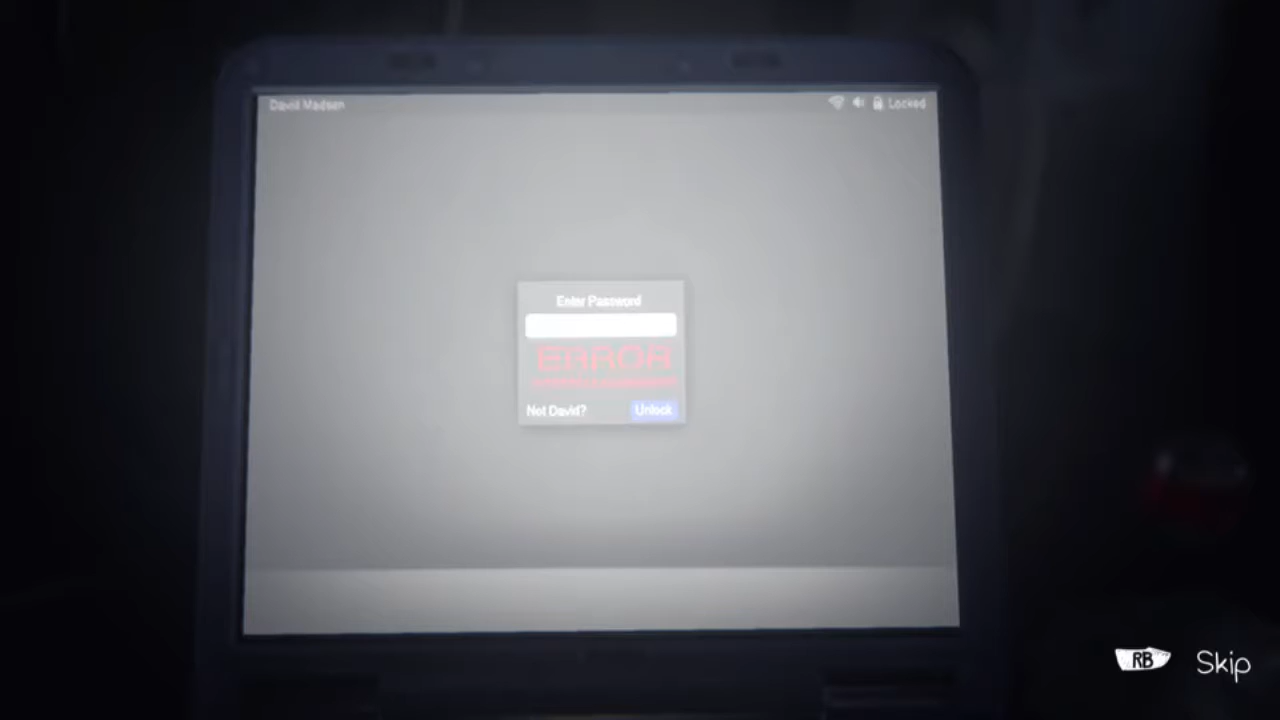 David Madsen
Locked
Enter Password
ERROR
Not David?
Unlock
RB Skip